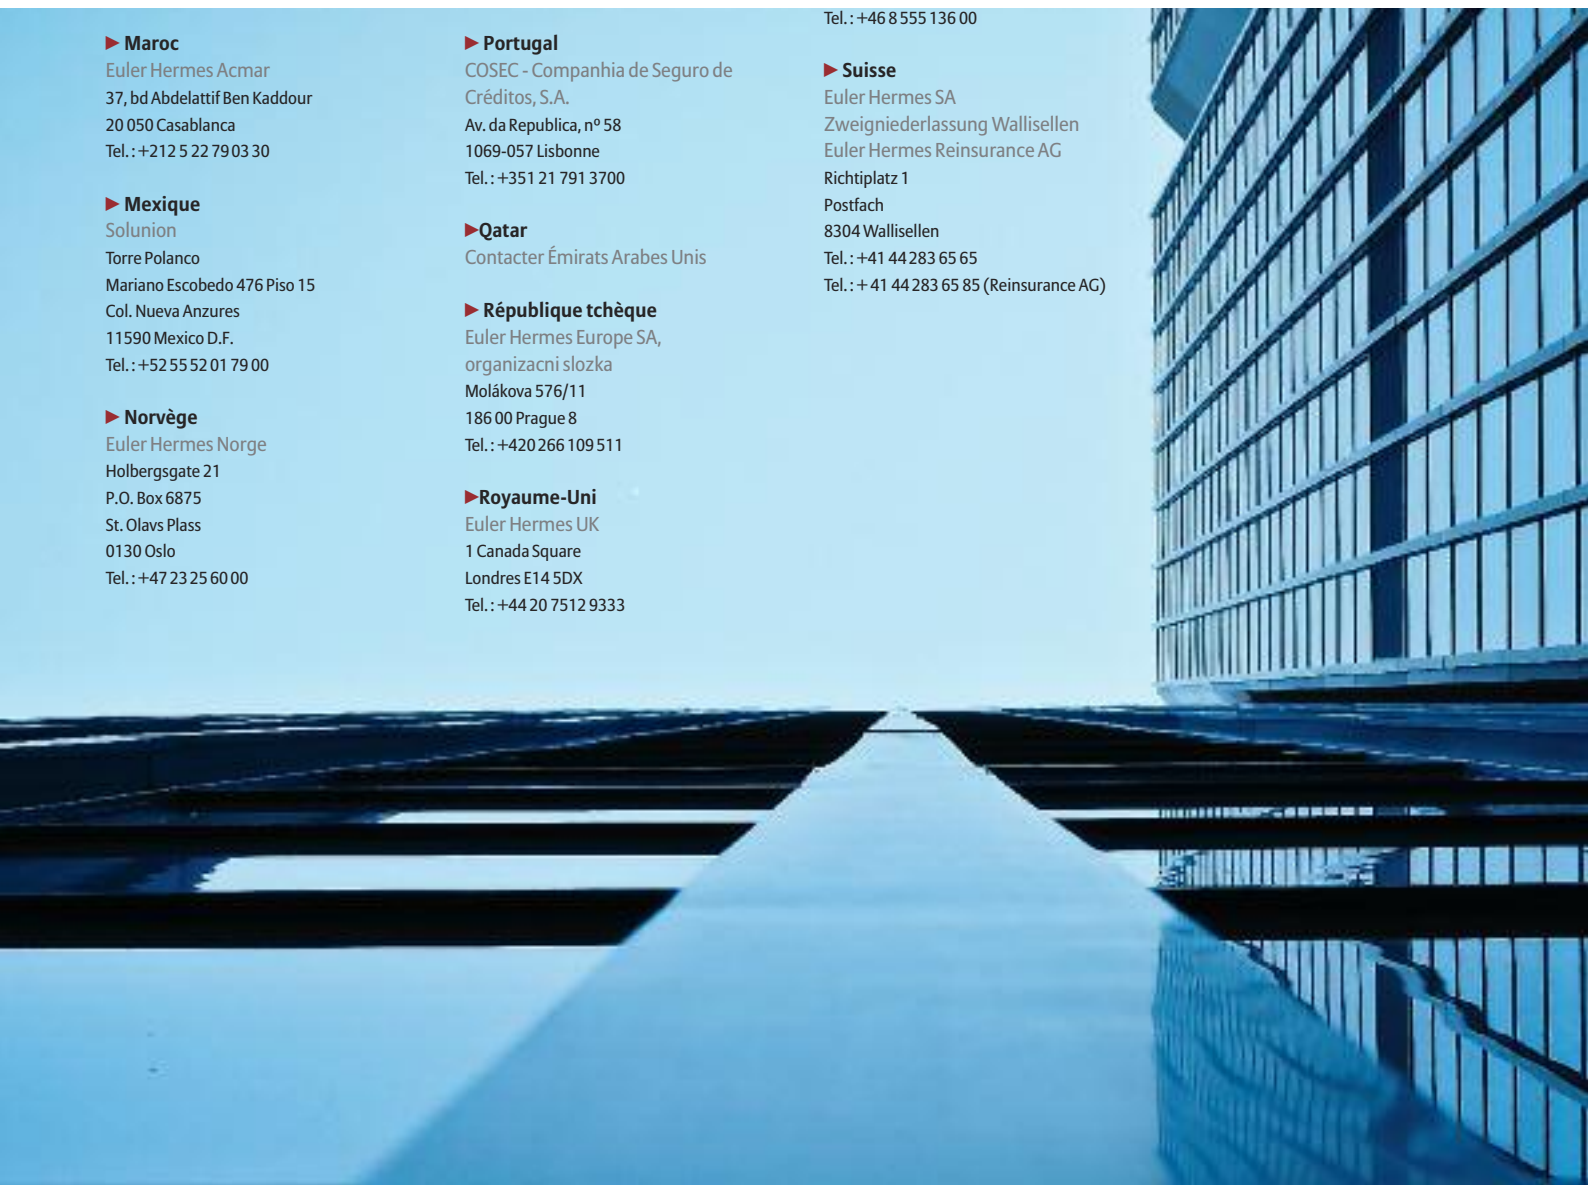 ▶ Maroc
Euler Hermes Acmar
37, bd Abdelattif Ben Kaddour
20 050 Casablanca
Tel. : +212 5 22 79 03 30
▶ Mexique
Solunion
Torre Polanco
Mariano Escobedo 476 Piso 15
Col. Nueva Anzures
11590 Mexico D.F.
Tel. : +52 55 52 01 79 00
▶ Norvège
Euler Hermes Norge
Holbergsgate 21
P.O. Box 6875
St. Olavs Plass
0130 Oslo
Tel. : +47 23 25 60 00
▶ Portugal
COSEC - Companhia de Seguro de
Créditos, S.A.
Av. da Republica, nº 58
1069-057 Lisbonne
Tel. : +351 21 791 3700
▶Qatar
Contacter Émirats Arabes Unis
▶ République tchèque
Euler Hermes Europe SA,
organizacni slozka
Molákova 576/11
186 00 Prague 8
Tel. : +420 266 109 511
▶Royaume-Uni
Euler Hermes UK
1 Canada Square
Londres E14 5DX
Tel. : +44 20 7512 9333
Tel. : +46 8 555 136 00
▶ Suisse
Euler Hermes SA
Zweigniederlassung Wallisellen
Euler Hermes Reinsurance AG
Richtiplatz 1
Postfach
8304 Wallisellen
Tel. : +41 44 283 65 65
Tel. : + 41 44 283 65 85 (Reinsurance AG)